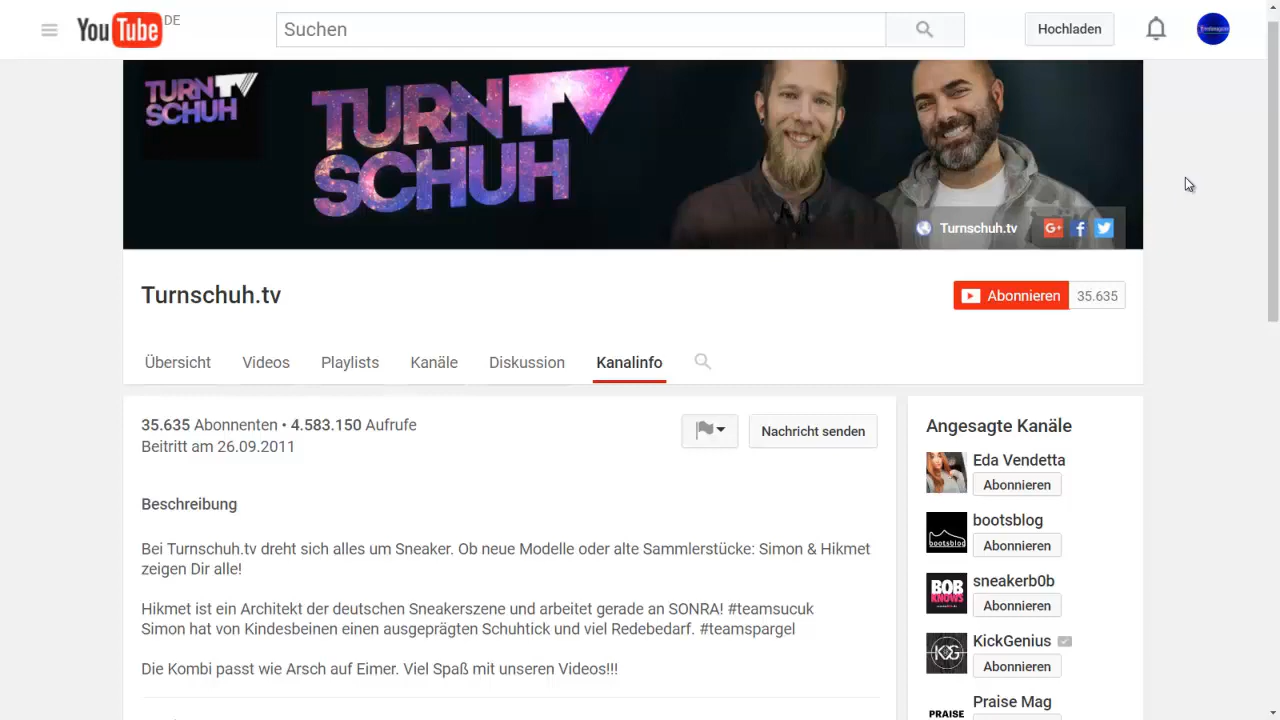 YouTube DE
Suchen
Hochladen
TURN TV
SCHUH
TURN TV
SCHUH
Turnschuh.tv
G+
Turnschuh.tv
Abonnieren 35.635
Übersicht Videos Playlists Kanäle Diskussion Kanalinfo
35.635 Abonnenten • 4.583.150 Aufrufe
Beitritt am 26.09.2011
Nachricht senden
Beschreibung
Bei Turnschuh.tv dreht sich alles um Sneaker. Ob neue Modelle oder alte Sammlerstücke: Simon & Hikmet
zeigen Dir alle!
Hikmet ist ein Architekt der deutschen Sneakerszene und arbeitet gerade an SONRA! #teamsucuk
Simon hat von Kindesbeinen einen ausgeprägten Schuhtick und viel Redebedarf. #teamspargel
Die Kombi passt wie Arsch auf Eimer. Viel Spaß mit unseren Videos!!!
Angesagte Kanäle
Eda Vendetta
Abonnieren
bootsblog
bootsblog
Abonnieren
BOB
KNOWS
sneakerb0b
Abonnieren
KG
KickGenius
Abonnieren
PRAISE
Praise Mag